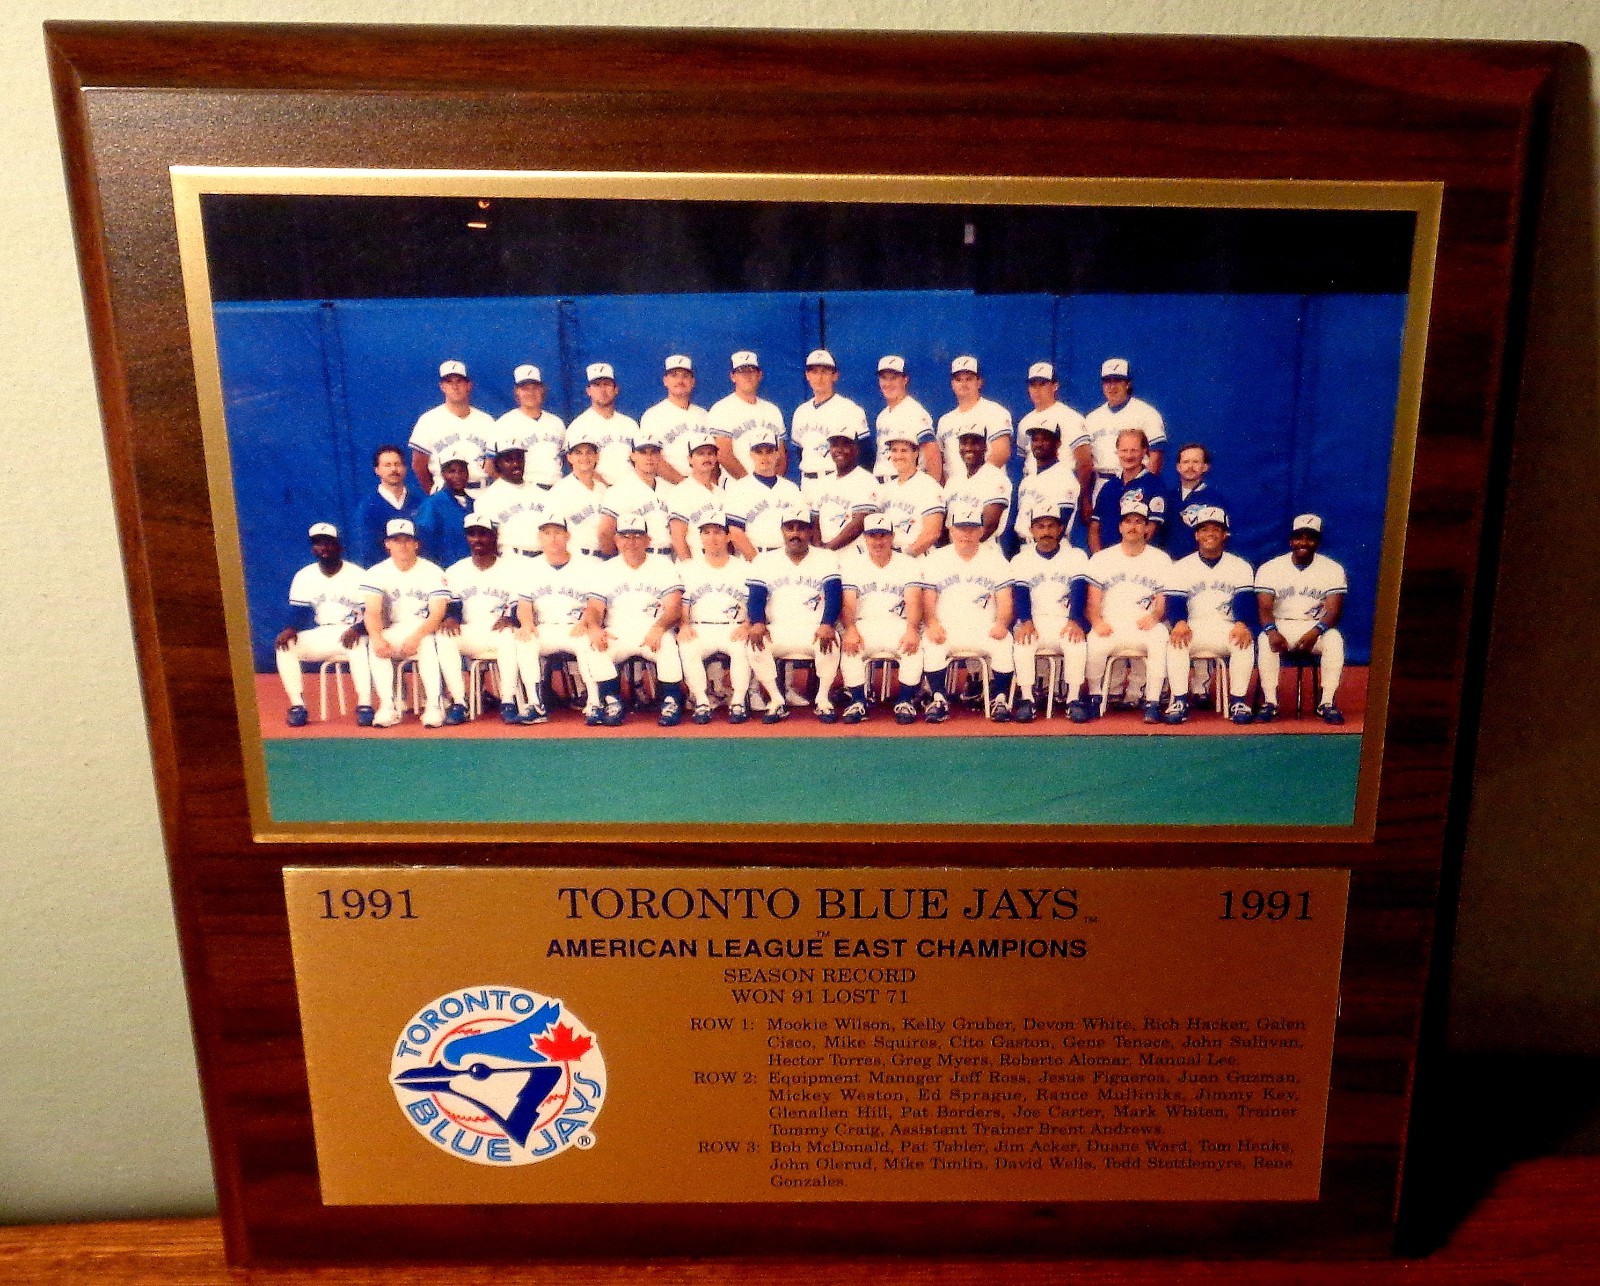 1991 TORONTO BLUE JAYS™ 1991
AMERICAN LEAGUE™ EAST CHAMPIONS
SEASON RECORD
WON 91 LOST 71
ROW 1: Mookie Wilson, Kelly Gruber, Devon White, Rich Hacker, Galen
Cisco, Mike Squires, Cito Gaston, Gene Tenace, John Sullivan,
Hector Torres, Greg Myers, Roberto Alomar, Manual Lee.
ROW 2: Equipment Manager Jeff Ross, Jesus Figueroa, Juan Guzman,
Mickey Weston, Ed Sprague, Rance Mulliniks, Jimmy Key,
Glenallen Hill, Pat Borders, Joe Carter, Mark Whiten, Trainer
Tommy Craig, Assistant Trainer Brent Andrews.
ROW 3: Bob McDonald, Pat Tabler, Jim Acker, Duane Ward, Tom Henke,
John Olerud, Mike Timlin, David Wells, Todd Stottlemyre, Rene
Gonzales.
TORONTO
BLUE JAYS®